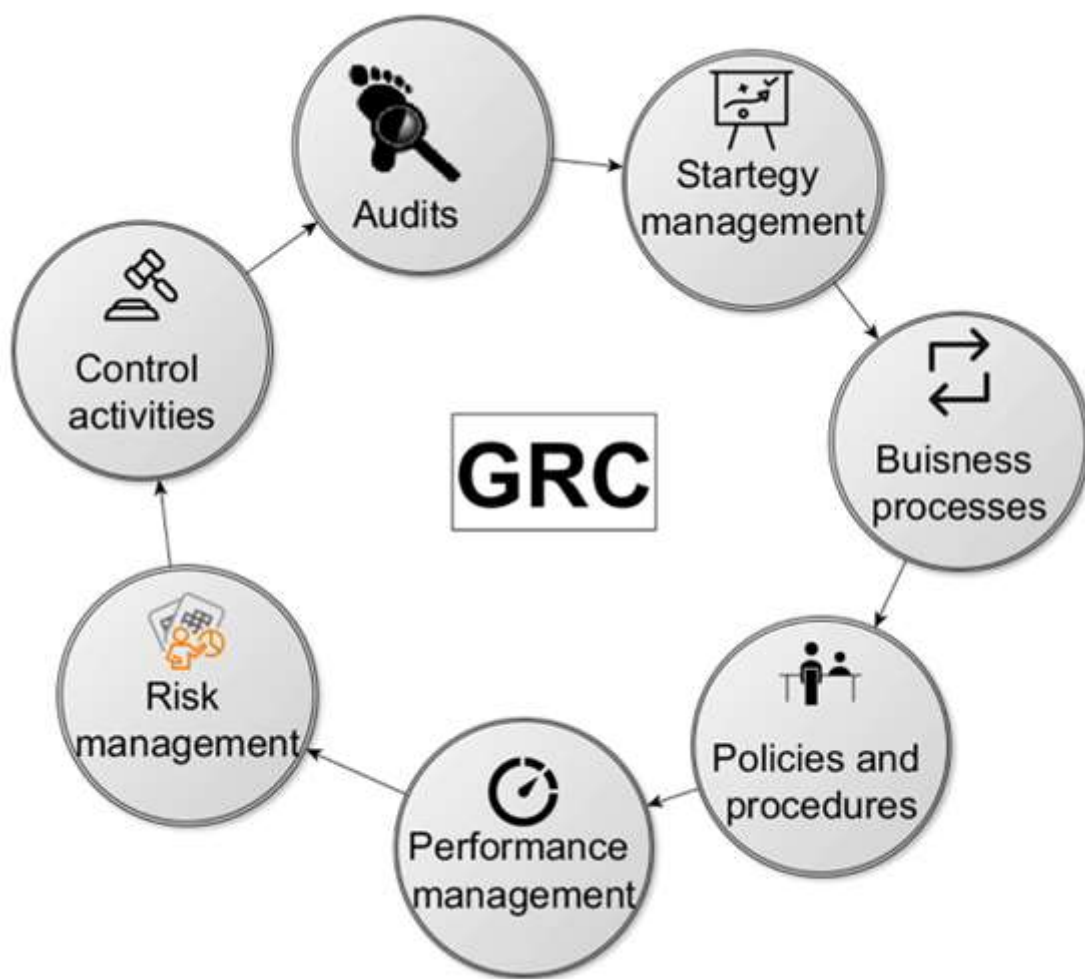 Audits
Startegy
management
Buisness
processes
Policies and
procedures
Performance
management
Risk
management
Control
activities
GRC